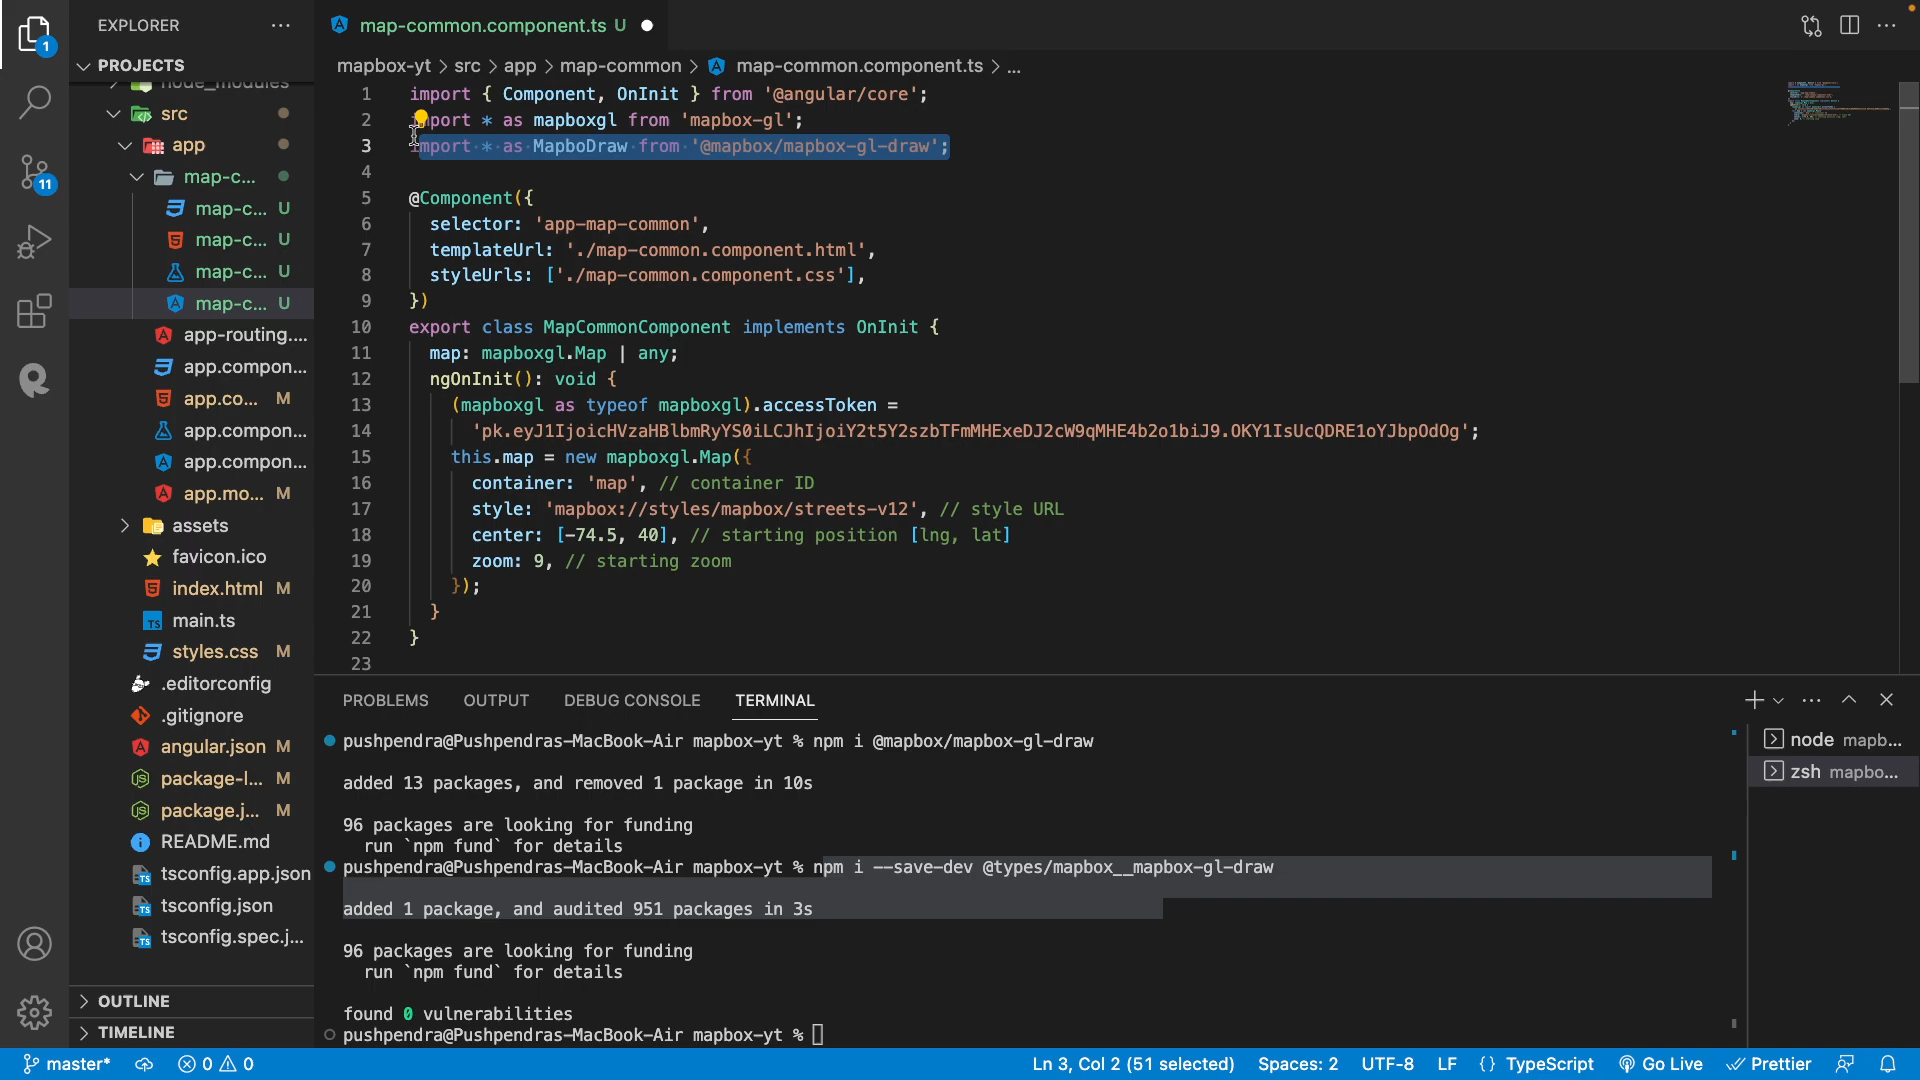 EXPLORER
PROJECTS
node_modules
src
app
map-c...
map-c... U
map-c... U
map-c... U
map-c... U
app-routing....
app.compon...
app.co... M
app.compon...
app.compon...
app.mo... M
assets
favicon.ico
index.html M
main.ts
styles.css M
.editorconfig
.gitignore
angular.json M
package-l... M
package.j... M
README.md
tsconfig.app.json
tsconfig.json
tsconfig.spec.j...
OUTLINE
TIMELINE
1
11
map-common.component.ts U
mapbox-yt > src > app > map-common > map-common.component.ts > ...
1 import { Component, OnInit } from '@angular/core';
2 import * as mapboxgl from 'mapbox-gl';
3 import * as MapboDraw from '@mapbox/mapbox-gl-draw';
4
5 @Component({
6 selector: 'app-map-common',
7 templateUrl: './map-common.component.html',
8 styleUrls: ['./map-common.component.css'],
9 })
10 export class MapCommonComponent implements OnInit {
11 map: mapboxgl.Map | any;
12 ngOnInit(): void {
13 (mapboxgl as typeof mapboxgl).accessToken =
14 'pk.eyJ1IjoicHVzaHBlbmRyYS0iLCJhIjoiY2t5Y2szbTFmMHExeDJ2cW9qMHE4b2o1biJ9.OKY1IsUcQDRE1oYJbpOdOg';
15 this.map = new mapboxgl.Map({
16 container: 'map', // container ID
17 style: 'mapbox://styles/mapbox/streets-v12', // style URL
18 center: [-74.5, 40], // starting position [lng, lat]
19 zoom: 9, // starting zoom
20 });
21 }
22 }
23
PROBLEMS OUTPUT DEBUG CONSOLE TERMINAL
pushpendra@Pushpendras-MacBook-Air mapbox-yt % npm i @mapbox/mapbox-gl-draw
added 13 packages, and removed 1 package in 10s
96 packages are looking for funding
run `npm fund` for details
pushpendra@Pushpendras-MacBook-Air mapbox-yt % npm i --save-dev @types/mapbox__mapbox-gl-draw
added 1 package, and audited 951 packages in 3s
96 packages are looking for funding
run `npm fund` for details
found 0 vulnerabilities
pushpendra@Pushpendras-MacBook-Air mapbox-yt %
node mapb...
zsh mapbo...
master* 0 0 Ln 3, Col 2 (51 selected) Spaces: 2 UTF-8 LF {} TypeScript Go Live Prettier